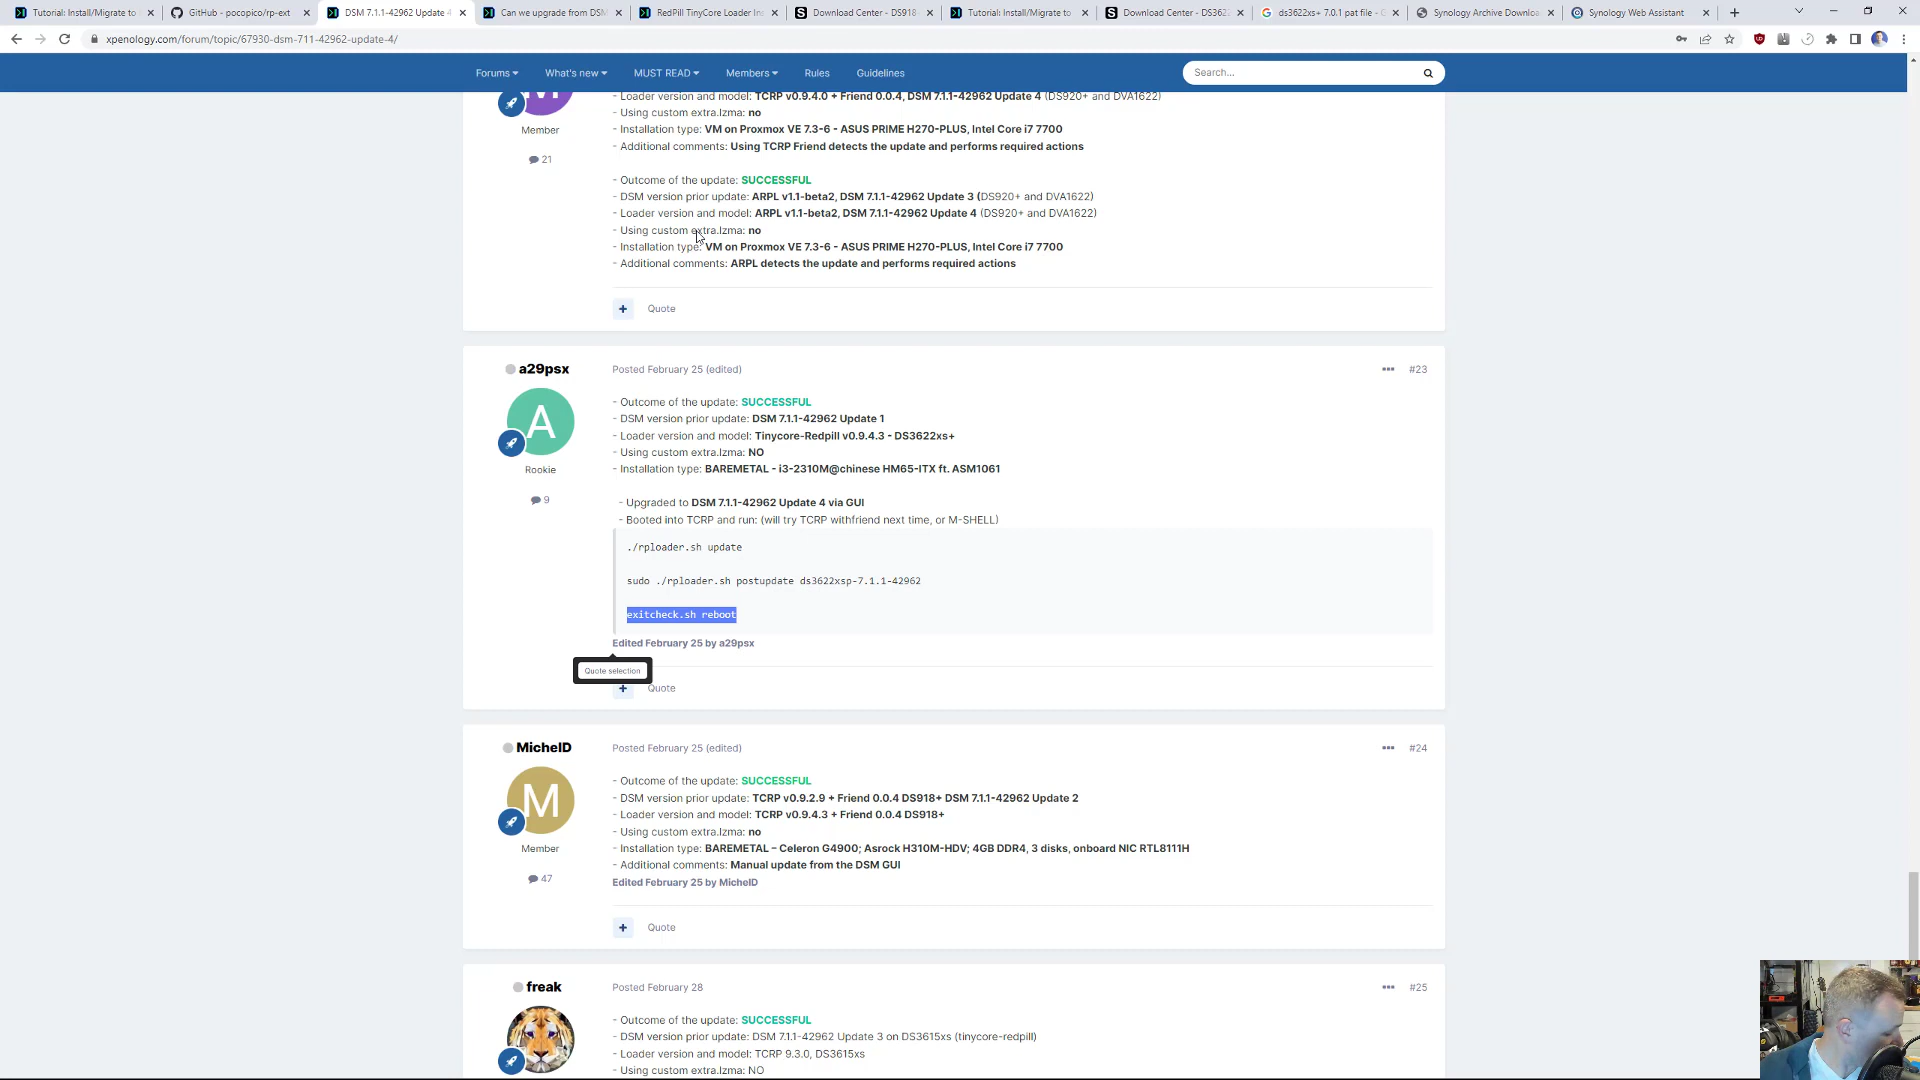 Tutorial: Install/Migrate to
GitHub - pocopico/rp-ext
DSM 7.1.1-42962 Update 4
Can we upgrade from DSM
RedPill TinyCore Loader Ins
Download Center - DS918-
Tutorial: Install/Migrate to
Download Center - DS362
ds3622xs+ 7.0.1 pat file - G
Synology Archive Downloa
Synology Web Assistant
xpenology.com/forum/topic/67930-dsm-711-42962-update-4/
Forums
What's new
MUST READ
Members
Rules
Guidelines
Search...
- Loader version and model: TCRP v0.9.4.0 + Friend 0.0.4, DSM 7.1.1-42962 Update 4 (DS920+ and DVA1622)
- Using custom extra.lzma: no
Member
- Installation type: VM on Proxmox VE 7.3-6 - ASUS PRIME H270-PLUS, Intel Core i7 7700
- Additional comments: Using TCRP Friend detects the update and performs required actions
21
- Outcome of the update: SUCCESSFUL
- DSM version prior update: ARPL v1.1-beta2, DSM 7.1.1-42962 Update 3 (DS920+ and DVA1622)
- Loader version and model: ARPL v1.1-beta2, DSM 7.1.1-42962 Update 4 (DS920+ and DVA1622)
- Using custom extra.lzma: no
- Installation type: VM on Proxmox VE 7.3-6 - ASUS PRIME H270-PLUS, Intel Core i7 7700
- Additional comments: ARPL detects the update and performs required actions
+ Quote
a29psx
Posted February 25 (edited)
#23
A
Rookie
9
- Outcome of the update: SUCCESSFUL
- DSM version prior update: DSM 7.1.1-42962 Update 1
- Loader version and model: Tinycore-Redpill v0.9.4.3 - DS3622xs+
- Using custom extra.lzma: NO
- Installation type: BAREMETAL - i3-2310M@chinese HM65-ITX ft. ASM1061
- Upgraded to DSM 7.1.1-42962 Update 4 via GUI
- Booted into TCRP and run: (will try TCRP withfriend next time, or M-SHELL)
./rploader.sh update
sudo ./rploader.sh postupdate ds3622xsp-7.1.1-42962
exitcheck.sh reboot
Edited February 25 by a29psx
Quote selection
+ Quote
MichelD
Posted February 25 (edited)
#24
M
Member
47
- Outcome of the update: SUCCESSFUL
- DSM version prior update: TCRP v0.9.2.9 + Friend 0.0.4 DS918+ DSM 7.1.1-42962 Update 2
- Loader version and model: TCRP v0.9.4.3 + Friend 0.0.4 DS918+
- Using custom extra.lzma: no
- Installation type: BAREMETAL – Celeron G4900; Asrock H310M-HDV; 4GB DDR4, 3 disks, onboard NIC RTL8111H
- Additional comments: Manual update from the DSM GUI
Edited February 25 by MichelD
+ Quote
freak
Posted February 28
#25
- Outcome of the update: SUCCESSFUL
- DSM version prior update: DSM 7.1.1-42962 Update 3 on DS3615xs (tinycore-redpill)
- Loader version and model: TCRP 9.3.0, DS3615xs
- Using custom extra.lzma: NO